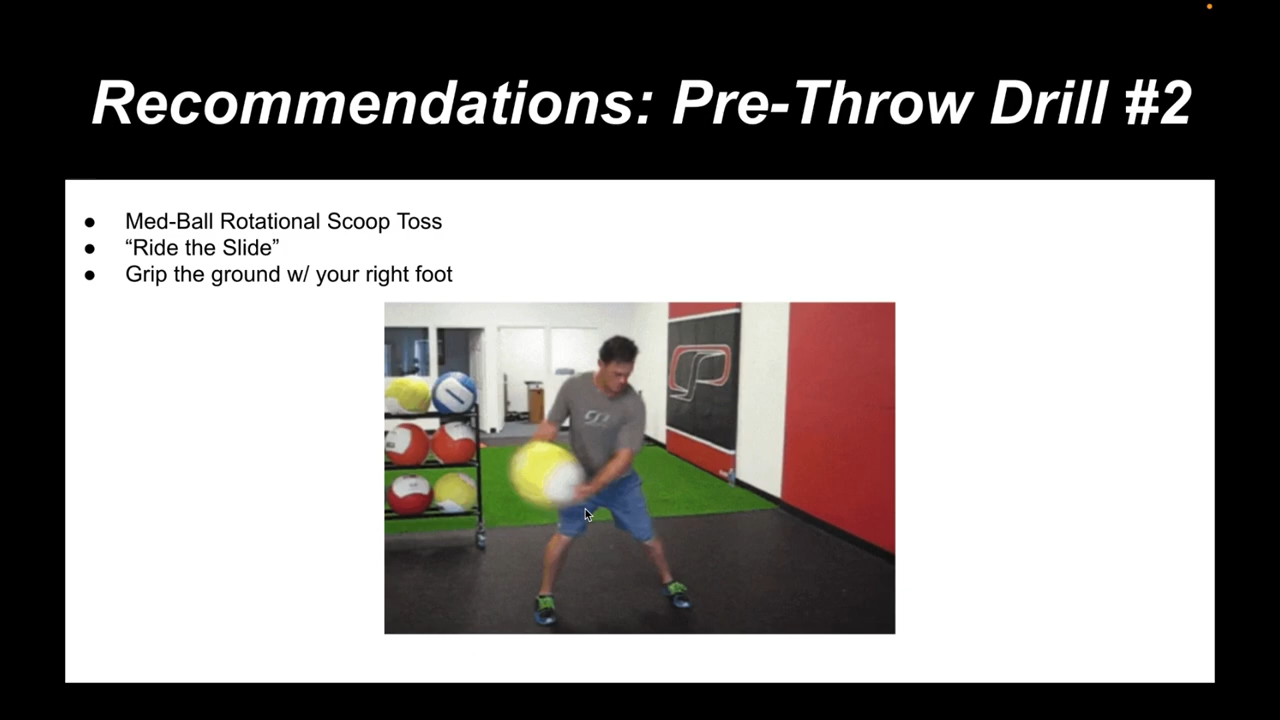 Recommendations: Pre-Throw Drill #2
● Med-Ball Rotational Scoop Toss
● “Ride the Slide”
● Grip the ground w/ your right foot